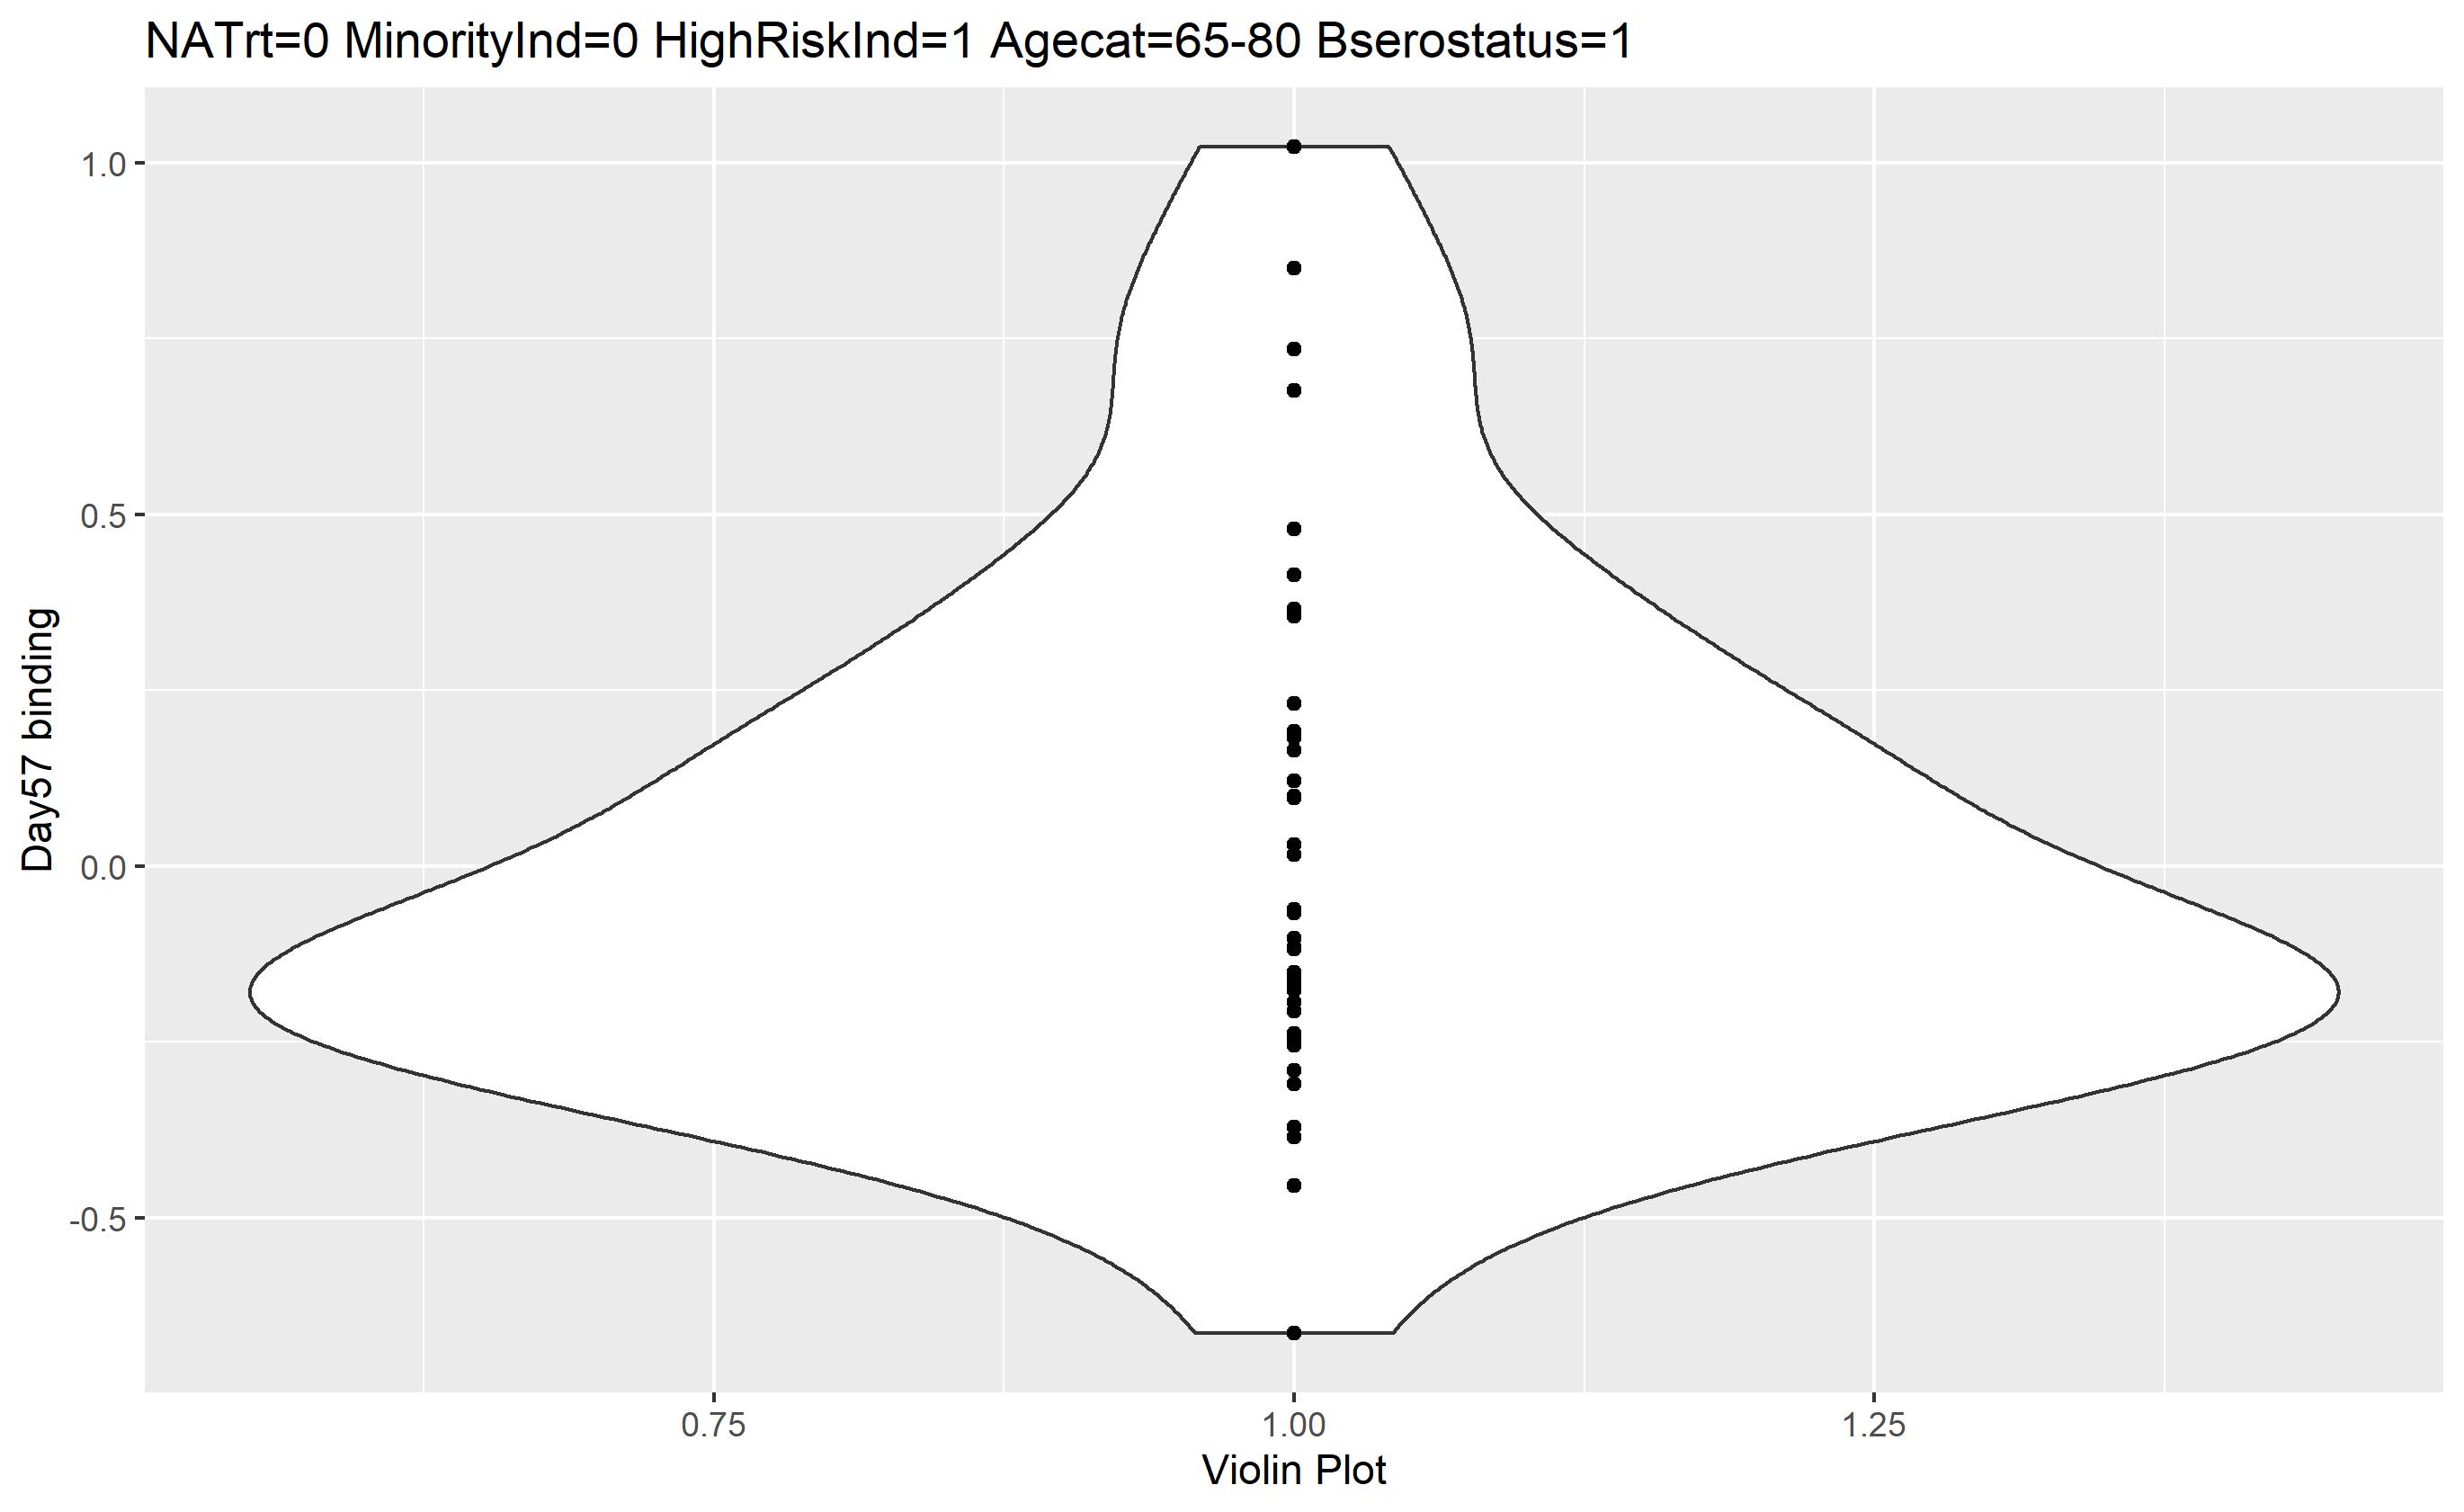 NATrt=0 MinorityInd=0 HighRiskInd=1 Agecat=65-80 Bserostatus=1
1.0
0.5
0.0
-0.5
Day57 binding
0.75 1.00 1.25
Violin Plot